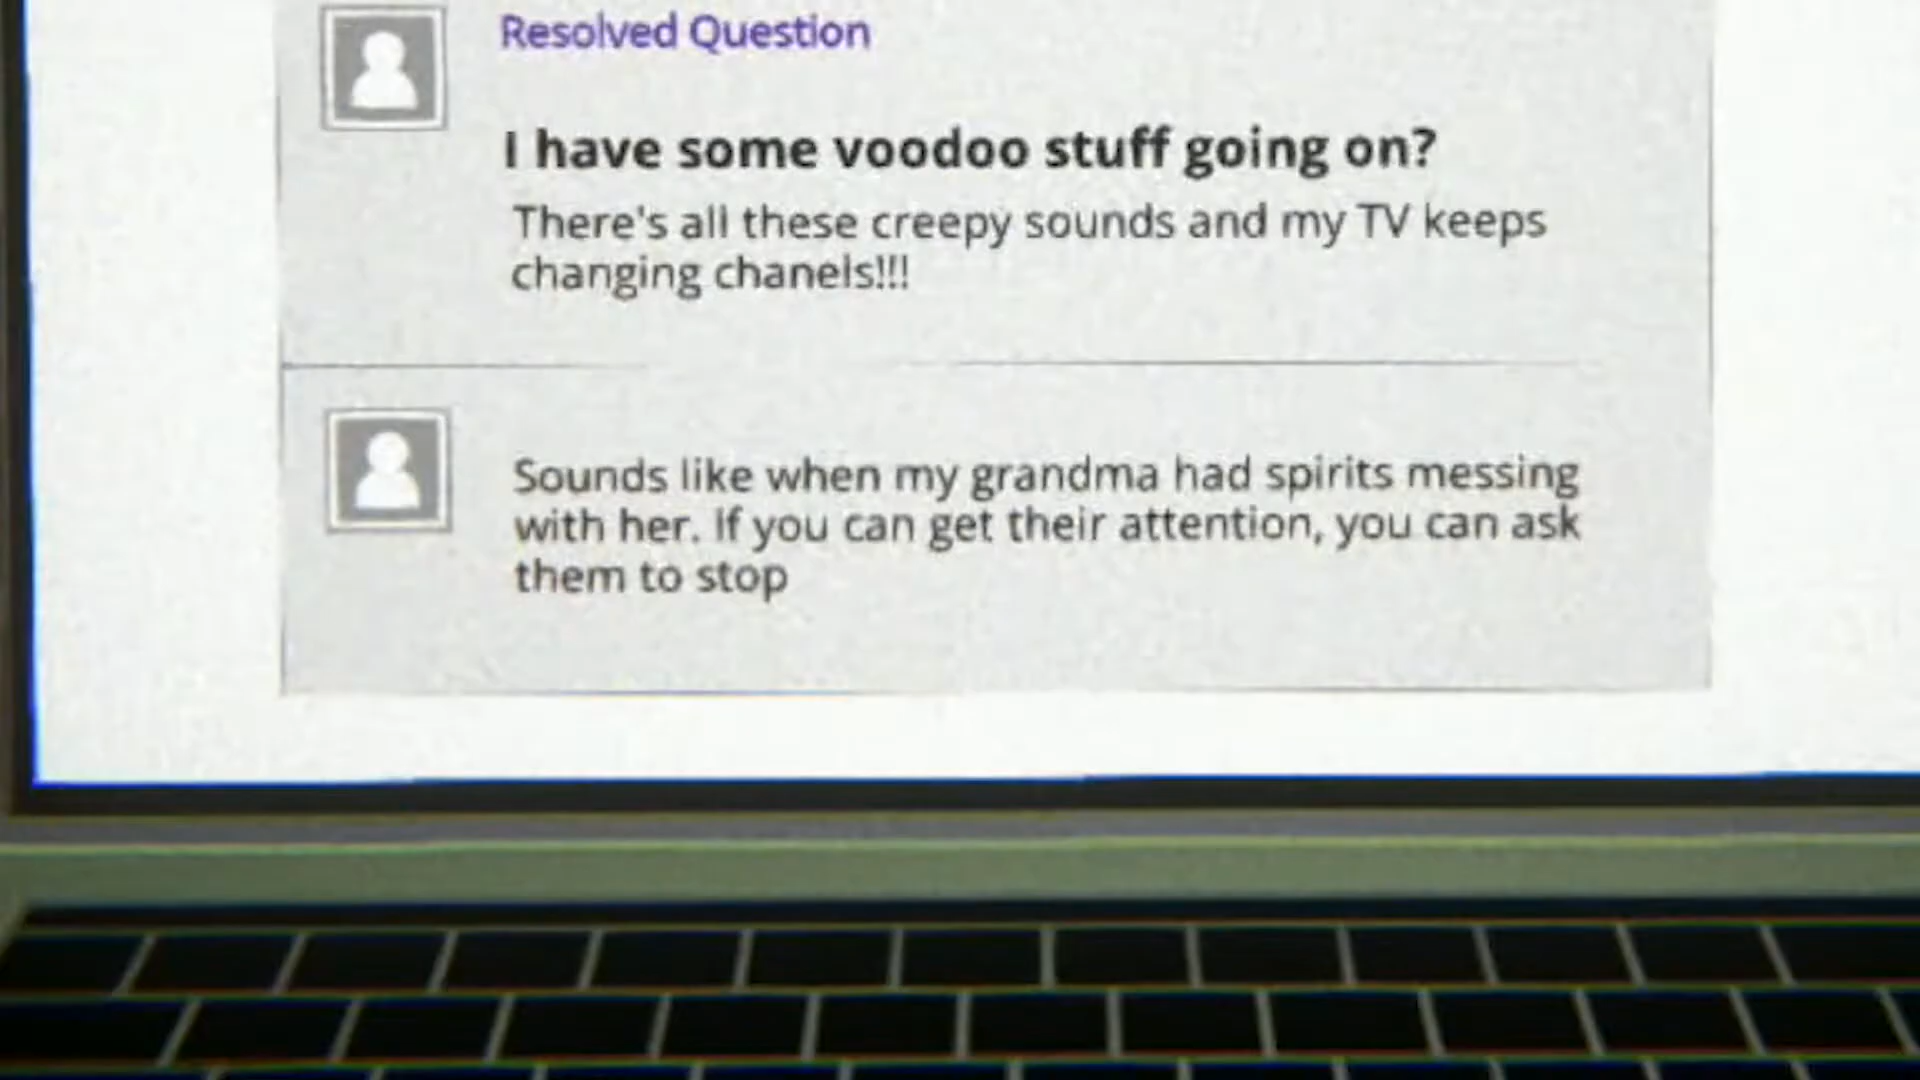 Resolved Question
I have some voodoo stuff going on?
There's all these creepy sounds and my TV keeps
changing chanels!!!
Sounds like when my grandma had spirits messing
with her. If you can get their attention, you can ask
them to stop